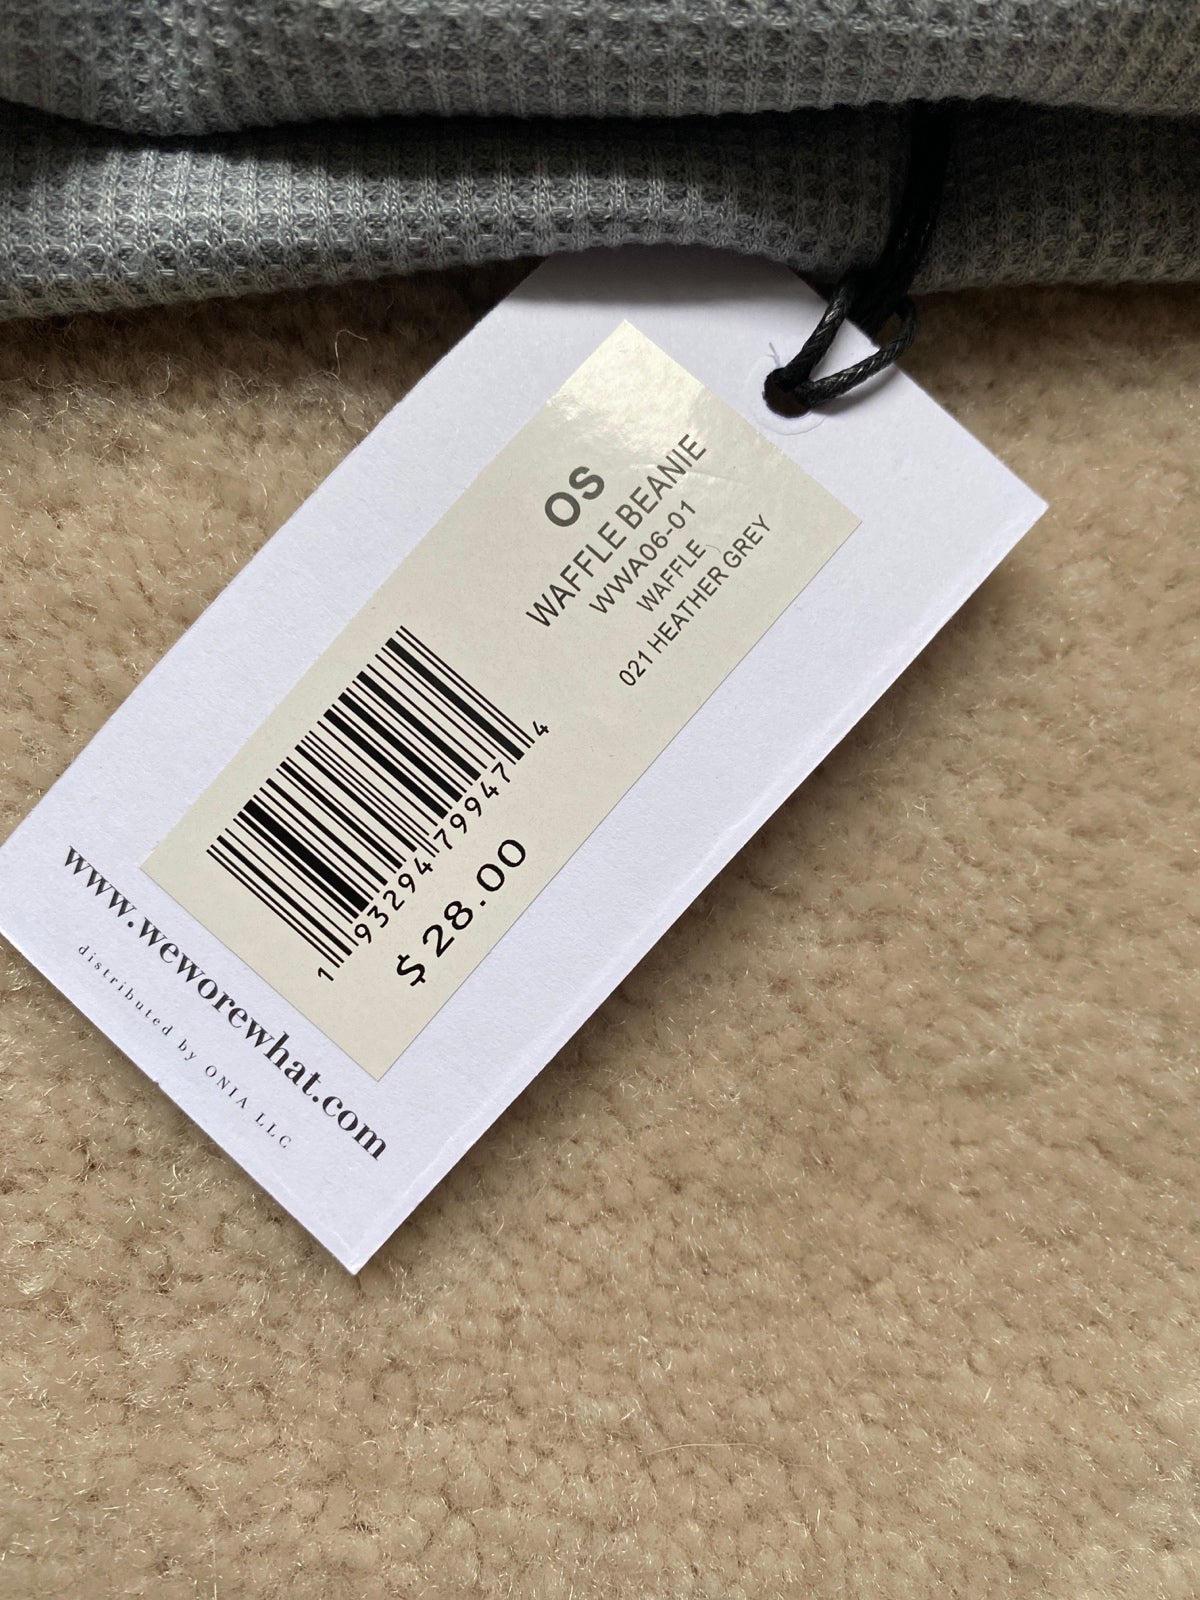 OS
WAFFLE BEANIE
WWA06-01
WAFFLE
021 HEATHER GREY
1 93294 79947 4
$ 28.00
www.weworewhat.com
distributed by ONIA LLC